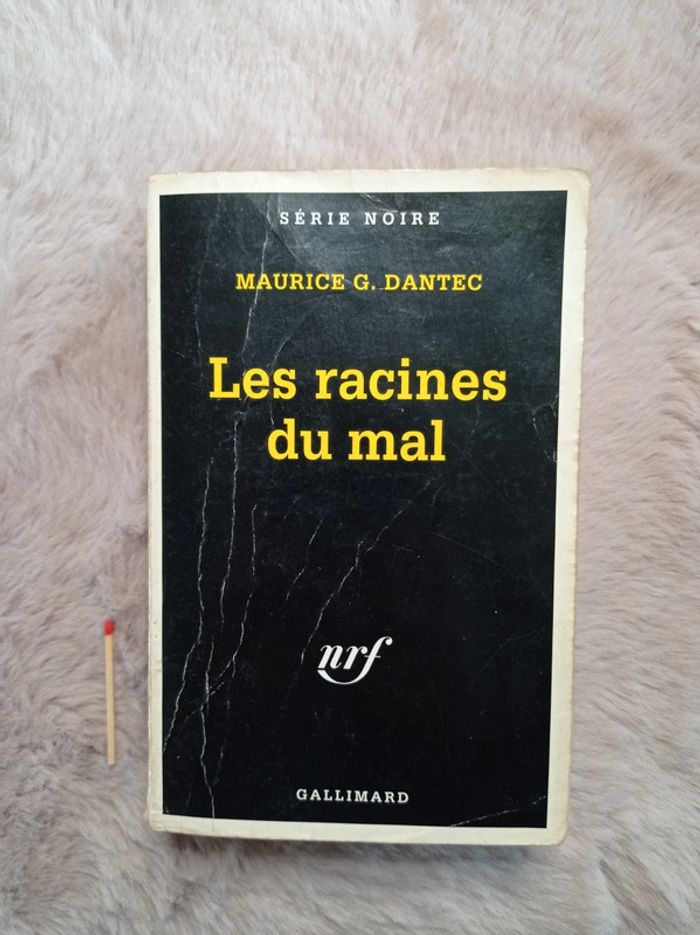 SÉRIE NOIRE
MAURICE G. DANTEC
Les racines
du mal
nrf
GALLIMARD